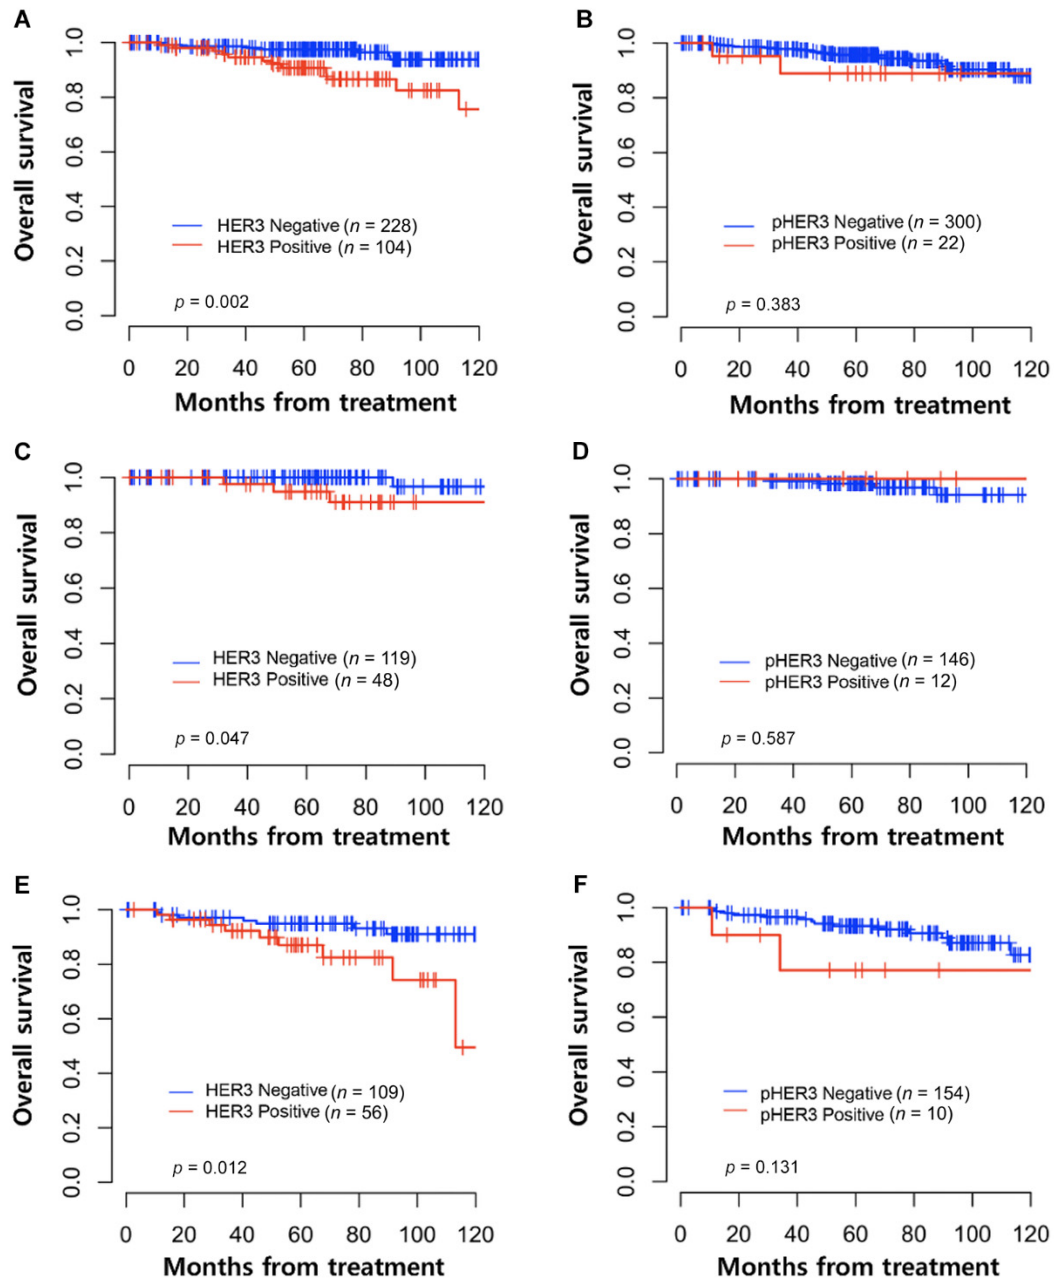 A
Overall survival
1.0
0.8
0.6
0.4
0.2
0.0
HER3 Negative (n = 228)
HER3 Positive (n = 104)
p = 0.002
0 20 40 60 80 100 120
Months from treatment
B
Overall survival
1.0
0.8
0.6
0.4
0.2
0.0
pHER3 Negative (n = 300)
pHER3 Positive (n = 22)
p = 0.383
0 20 40 60 80 100 120
Months from treatment
C
Overall survival
1.0
0.8
0.6
0.4
0.2
0.0
HER3 Negative (n = 119)
HER3 Positive (n = 48)
p = 0.047
0 20 40 60 80 100 120
Months from treatment
D
Overall survival
1.0
0.8
0.6
0.4
0.2
0.0
pHER3 Negative (n = 146)
pHER3 Positive (n = 12)
p = 0.587
0 20 40 60 80 100 120
Months from treatment
E
Overall survival
1.0
0.8
0.6
0.4
0.2
0.0
HER3 Negative (n = 109)
HER3 Positive (n = 56)
p = 0.012
0 20 40 60 80 100 120
Months from treatment
F
Overall survival
1.0
0.8
0.6
0.4
0.2
0.0
pHER3 Negative (n = 154)
pHER3 Positive (n = 10)
p = 0.131
0 20 40 60 80 100 120
Months from treatment